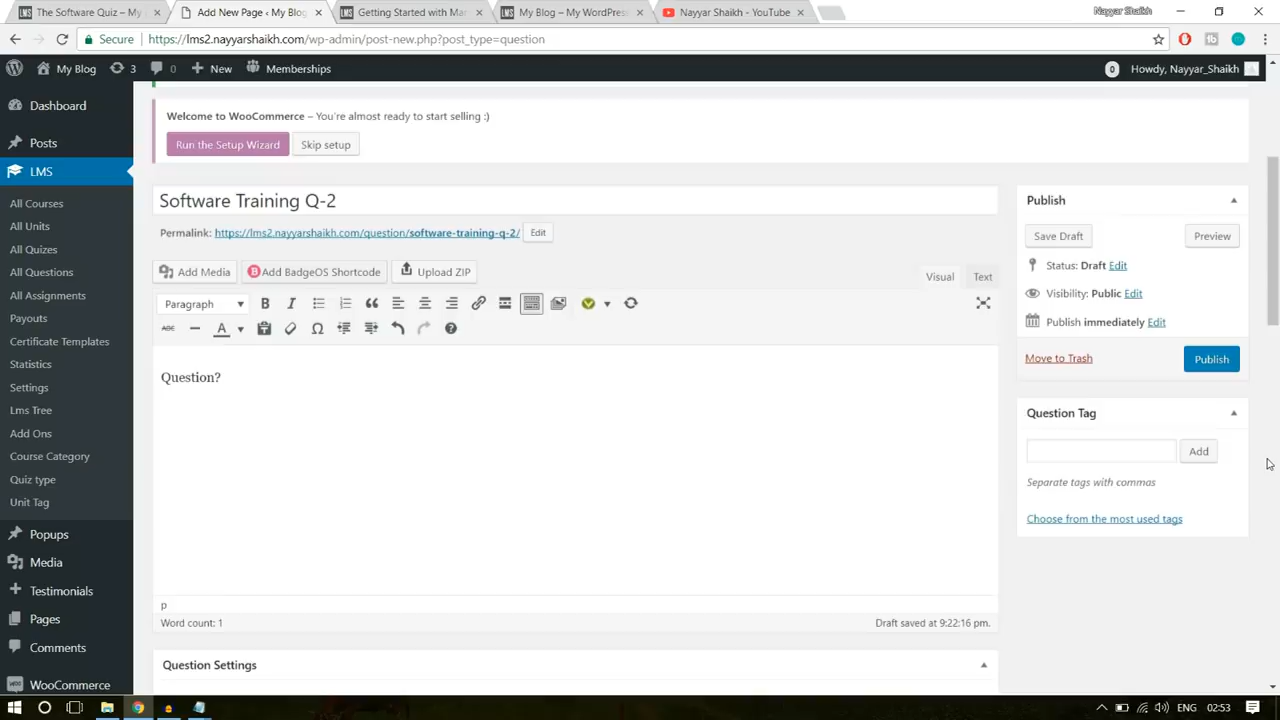 The Software Quiz – My
Add New Page ‹ My Blo
Getting Started with Mar
My Blog – My WordPress
Nayyar Shaikh - YouTube
Nayyar Shaikh
Secure
https://lms2.nayyarshaikh.com/wp-admin/post-new.php?post_type=question
My Blog
3
0
New
Memberships
0
Howdy, Nayyar_Shaikh
Dashboard
Posts
LMS
All Courses
All Units
All Quizes
All Questions
All Assignments
Payouts
Certificate Templates
Statistics
Settings
Lms Tree
Add Ons
Course Category
Quiz type
Unit Tag
Popups
Media
Testimonials
Pages
Comments
WooCommerce
Welcome to WooCommerce – You're almost ready to start selling :)
Run the Setup Wizard
Skip setup
Software Training Q-2
Permalink: https://lms2.nayyarshaikh.com/question/software-training-q-2/ Edit
Add Media
Add BadgeOS Shortcode
Upload ZIP
Visual
Text
Paragraph
B
I
ABC
A
Question?
p
Word count: 1
Draft saved at 9:22:16 pm.
Question Settings
Publish
Save Draft
Preview
Status: Draft Edit
Visibility: Public Edit
Publish immediately Edit
Move to Trash
Publish
Question Tag
Add
Separate tags with commas
Choose from the most used tags
ENG
02:53